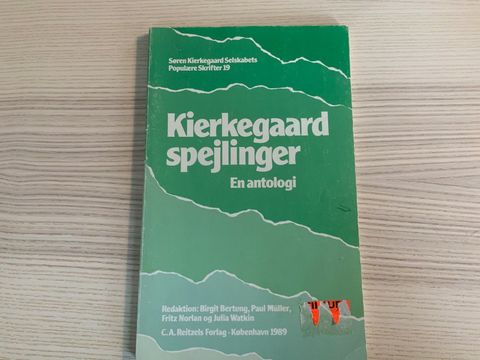 Søren Kierkegaard Selskabets
Populære Skrifter 19
Kierkegaard
spejlinger
En antologi
Redaktion: Birgit Bertung, Paul Müller,
Fritz Norlan og Julia Watkin
C.A. Reitzels Forlag · København 1989